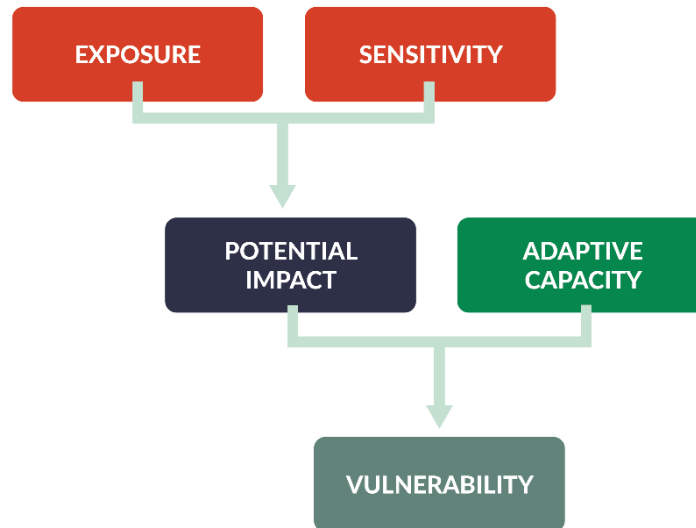 EXPOSURE
SENSITIVITY
POTENTIAL
IMPACT
ADAPTIVE
CAPACITY
VULNERABILITY